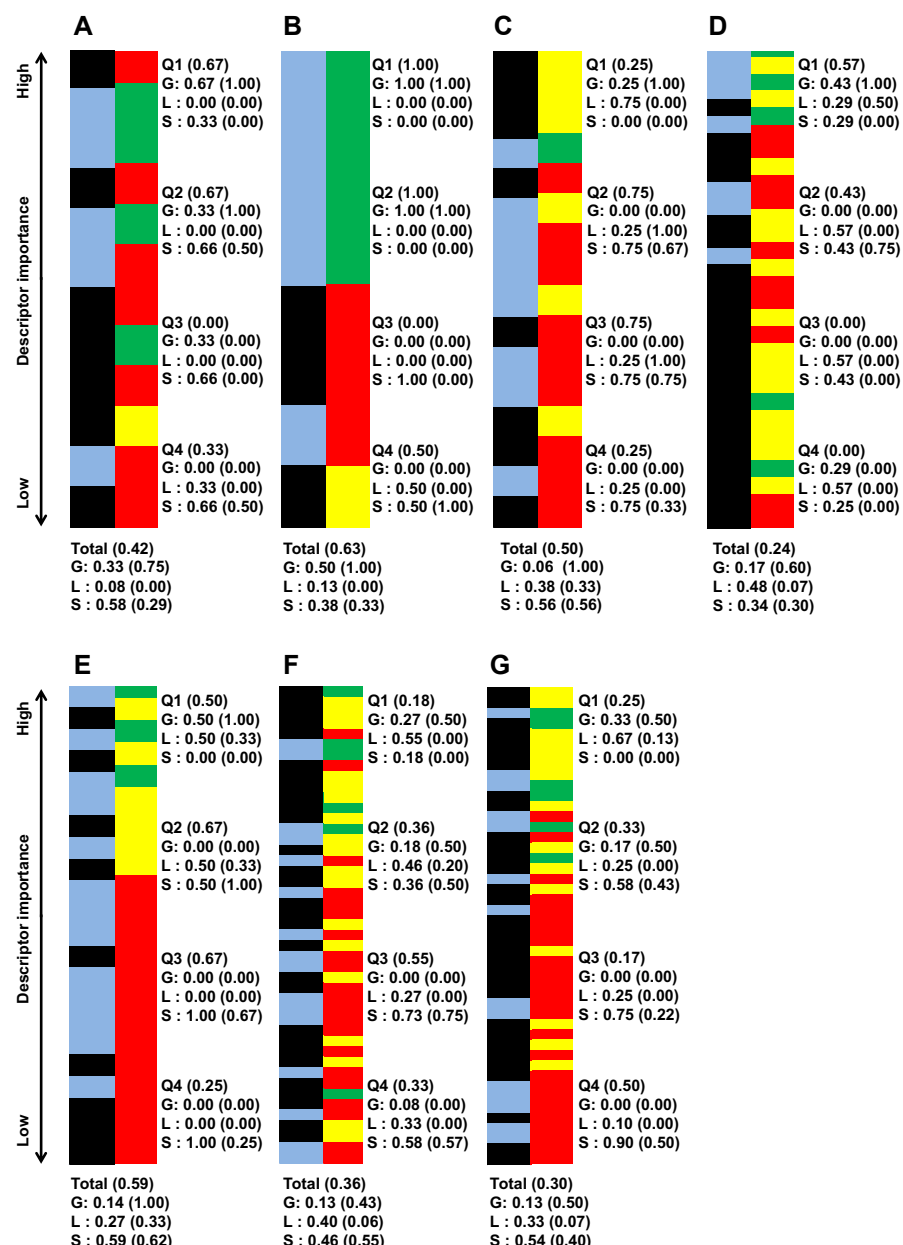 A
B
C
D
High
Descriptor importance
Low
Q1 (0.67)
G: 0.67 (1.00)
L : 0.00 (0.00)
S : 0.33 (0.00)
Q2 (0.67)
G: 0.33 (1.00)
L : 0.00 (0.00)
S : 0.66 (0.50)
Q3 (0.00)
G: 0.33 (0.00)
L : 0.00 (0.00)
S : 0.66 (0.00)
Q4 (0.33)
G: 0.00 (0.00)
L : 0.33 (0.00)
S : 0.66 (0.50)
Total (0.42)
G: 0.33 (0.75)
L : 0.08 (0.00)
S : 0.58 (0.29)
Q1 (1.00)
G: 1.00 (1.00)
L : 0.00 (0.00)
S : 0.00 (0.00)
Q2 (1.00)
G: 1.00 (1.00)
L : 0.00 (0.00)
S : 0.00 (0.00)
Q3 (0.00)
G: 0.00 (0.00)
L : 0.00 (0.00)
S : 1.00 (0.00)
Q4 (0.50)
G: 0.00 (0.00)
L : 0.50 (0.00)
S : 0.50 (1.00)
Total (0.63)
G: 0.50 (1.00)
L : 0.13 (0.00)
S : 0.38 (0.33)
Q1 (0.25)
G: 0.25 (1.00)
L : 0.75 (0.00)
S : 0.00 (0.00)
Q2 (0.75)
G: 0.00 (0.00)
L : 0.25 (1.00)
S : 0.75 (0.67)
Q3 (0.75)
G: 0.00 (0.00)
L : 0.25 (1.00)
S : 0.75 (0.75)
Q4 (0.25)
G: 0.00 (0.00)
L : 0.25 (0.00)
S : 0.75 (0.33)
Total (0.50)
G: 0.06 (1.00)
L : 0.38 (0.33)
S : 0.56 (0.56)
Q1 (0.57)
G: 0.43 (1.00)
L : 0.29 (0.50)
S : 0.29 (0.00)
Q2 (0.43)
G: 0.00 (0.00)
L : 0.57 (0.00)
S : 0.43 (0.75)
Q3 (0.00)
G: 0.00 (0.00)
L : 0.57 (0.00)
S : 0.43 (0.00)
Q4 (0.00)
G: 0.29 (0.00)
L : 0.57 (0.00)
S : 0.25 (0.00)
Total (0.24)
G: 0.17 (0.60)
L : 0.48 (0.07)
S : 0.34 (0.30)
E
F
G
High
Descriptor importance
Low
Q1 (0.50)
G: 0.50 (1.00)
L : 0.50 (0.33)
S : 0.00 (0.00)
Q2 (0.67)
G: 0.00 (0.00)
L : 0.50 (0.33)
S : 0.50 (1.00)
Q3 (0.67)
G: 0.00 (0.00)
L : 0.00 (0.00)
S : 1.00 (0.67)
Q4 (0.25)
G: 0.00 (0.00)
L : 0.00 (0.00)
S : 1.00 (0.25)
Total (0.59)
G: 0.14 (1.00)
L : 0.27 (0.33)
S : 0.59 (0.62)
Q1 (0.18)
G: 0.27 (0.50)
L : 0.55 (0.00)
S : 0.18 (0.00)
Q2 (0.36)
G: 0.18 (0.50)
L : 0.46 (0.20)
S : 0.36 (0.50)
Q3 (0.55)
G: 0.00 (0.00)
L : 0.27 (0.00)
S : 0.73 (0.75)
Q4 (0.33)
G: 0.08 (0.00)
L : 0.33 (0.00)
S : 0.58 (0.57)
Total (0.36)
G: 0.13 (0.43)
L : 0.40 (0.06)
S : 0.46 (0.55)
Q1 (0.25)
G: 0.33 (0.50)
L : 0.67 (0.13)
S : 0.00 (0.00)
Q2 (0.33)
G: 0.17 (0.50)
L : 0.25 (0.00)
S : 0.58 (0.43)
Q3 (0.17)
G: 0.00 (0.00)
L : 0.25 (0.00)
S : 0.75 (0.22)
Q4 (0.50)
G: 0.00 (0.00)
L : 0.10 (0.00)
S : 0.90 (0.50)
Total (0.30)
G: 0.13 (0.50)
L : 0.33 (0.07)
S : 0.54 (0.40)